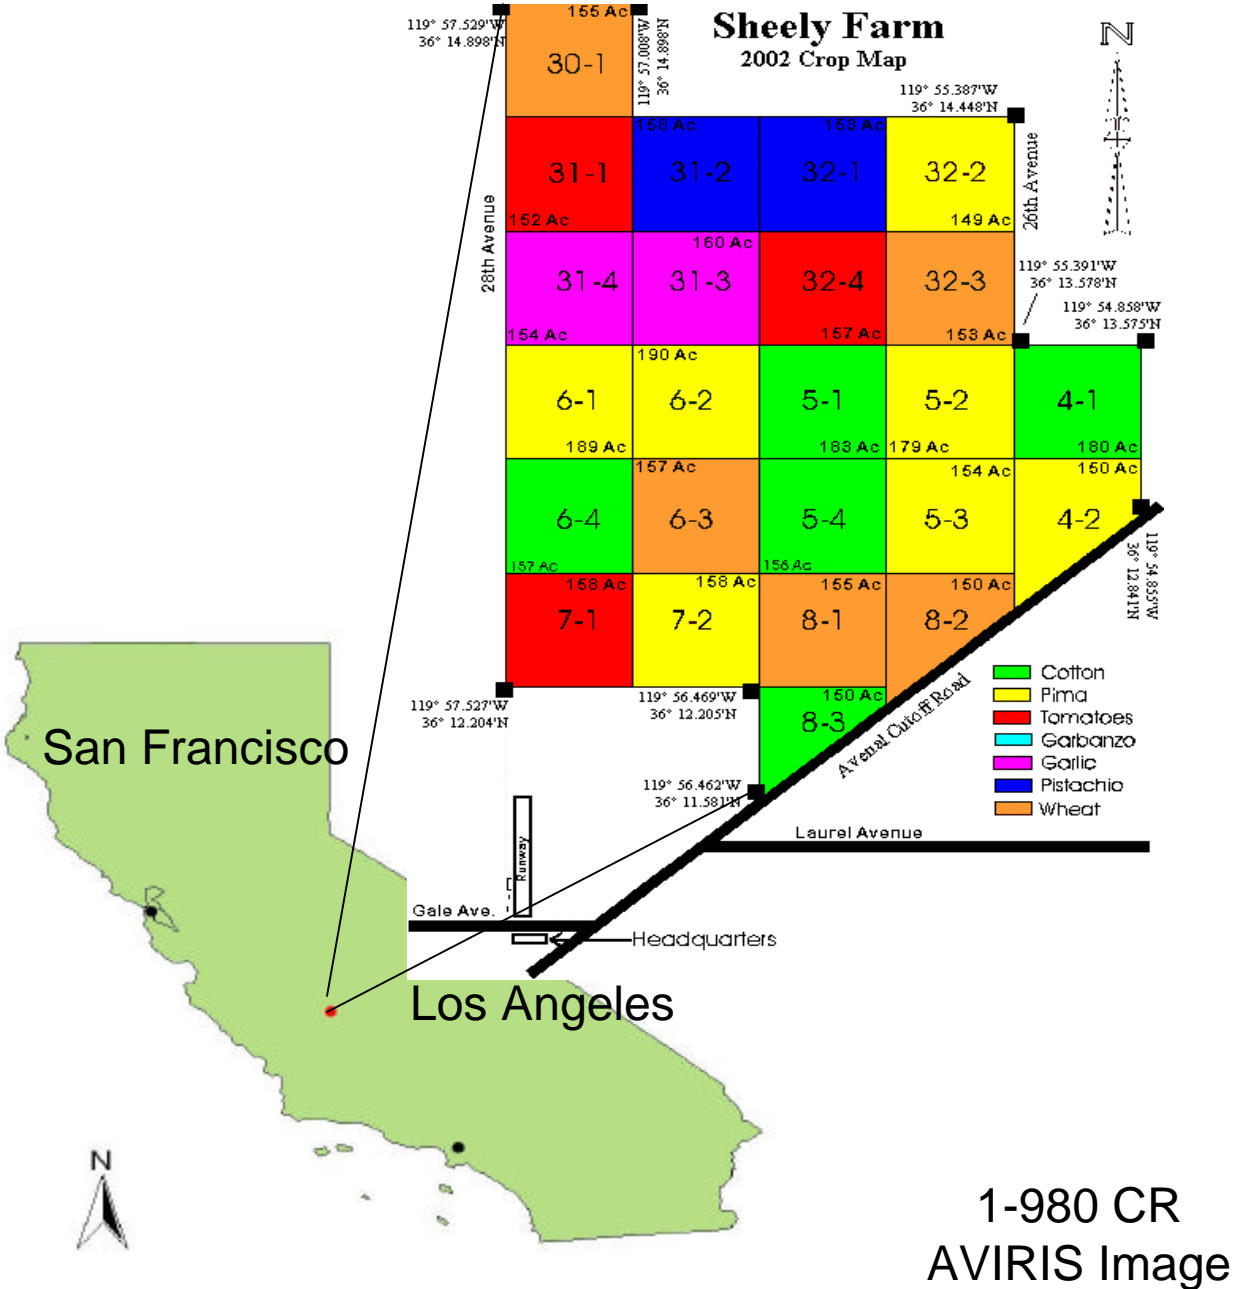 Sheely Farm
2002 Crop Map
N
119° 57.529'W
36° 14.898'N
155 Ac
30-1
119° 57.008'W
36° 14.898'N
119° 55.387'W
36° 14.448'N
28th Avenue
26th Avenue
31-1
152 Ac
158 Ac
31-2
153 Ac
32-1
32-2
149 Ac
31-4
154 Ac
160 Ac
31-3
32-4
157 Ac
32-3
153 Ac
119° 55.391'W
36° 13.578'N
119° 54.858'W
36° 13.575'N
6-1
189 Ac
190 Ac
6-2
5-1
183 Ac
5-2
179 Ac
4-1
180 Ac
6-4
157 Ac
157 Ac
6-3
5-4
156 Ac
154 Ac
5-3
150 Ac
4-2
119° 54.855'W
36° 12.841'N
158 Ac
7-1
158 Ac
7-2
155 Ac
8-1
150 Ac
8-2
119° 57.527'W
36° 12.204'N
119° 56.469'W
36° 12.205'N
150 Ac
8-3
Avenal Cutoff Road
119° 56.462'W
36° 11.581'N
Cotton
Pima
Tomatoes
Garbanzo
Garlic
Pistachio
Wheat
Laurel Avenue
Runway
Gale Ave.
Headquarters
San Francisco
Los Angeles
N
1-980 CR
AVIRIS Image